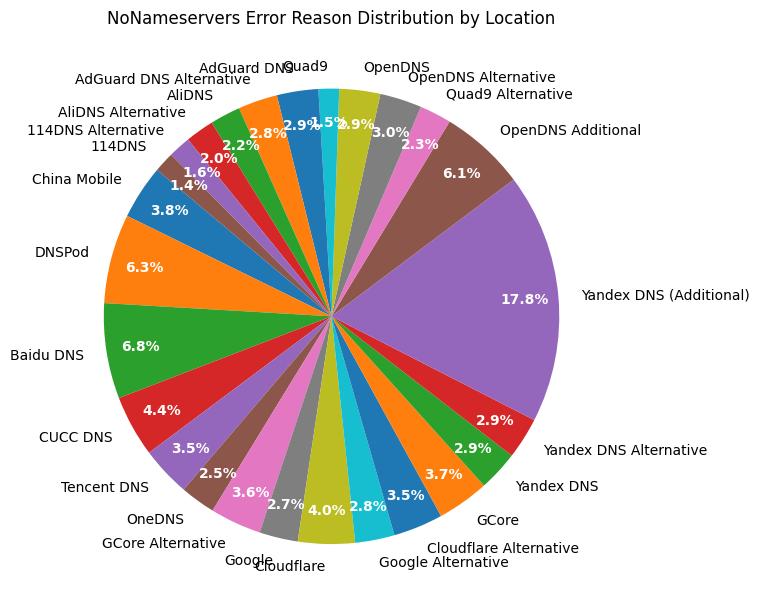 NoNameservers Error Reason Distribution by Location
Quad9
1.5%
AdGuard DNS
2.9%
AdGuard DNS Alternative
2.8%
AliDNS
2.2%
AliDNS Alternative
2.0%
114DNS Alternative
1.6%
114DNS
1.4%
China Mobile
3.8%
DNSPod
6.3%
Baidu DNS
6.8%
CUCC DNS
4.4%
Tencent DNS
3.5%
OneDNS
2.5%
GCore Alternative
3.6%
Google
2.7%
Cloudflare
4.0%
Google Alternative
2.8%
Cloudflare Alternative
3.5%
GCore
3.7%
Yandex DNS
2.9%
Yandex DNS Alternative
2.9%
Yandex DNS (Additional)
17.8%
OpenDNS Additional
6.1%
Quad9 Alternative
2.3%
OpenDNS Alternative
3.0%
OpenDNS
2.9%